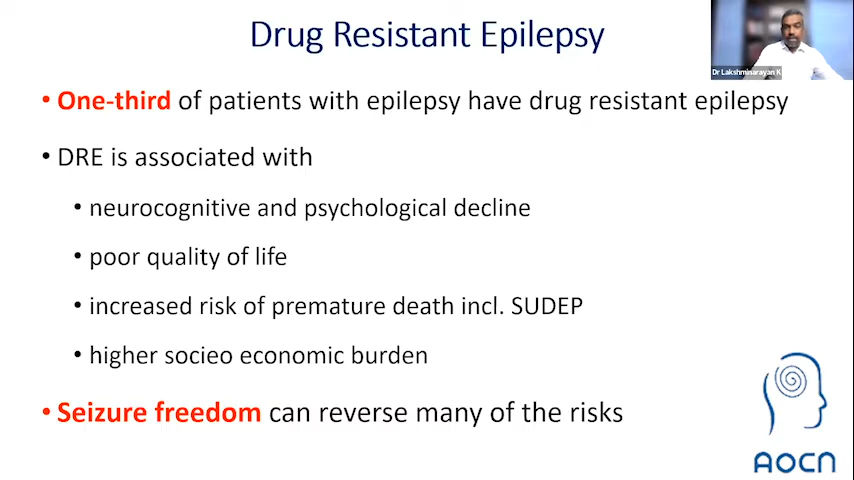 Drug Resistant Epilepsy
Dr Lakshminarayan K
• One-third of patients with epilepsy have drug resistant epilepsy
• DRE is associated with
• neurocognitive and psychological decline
• poor quality of life
• increased risk of premature death incl. SUDEP
• higher socieo economic burden
• Seizure freedom can reverse many of the risks
AOCN